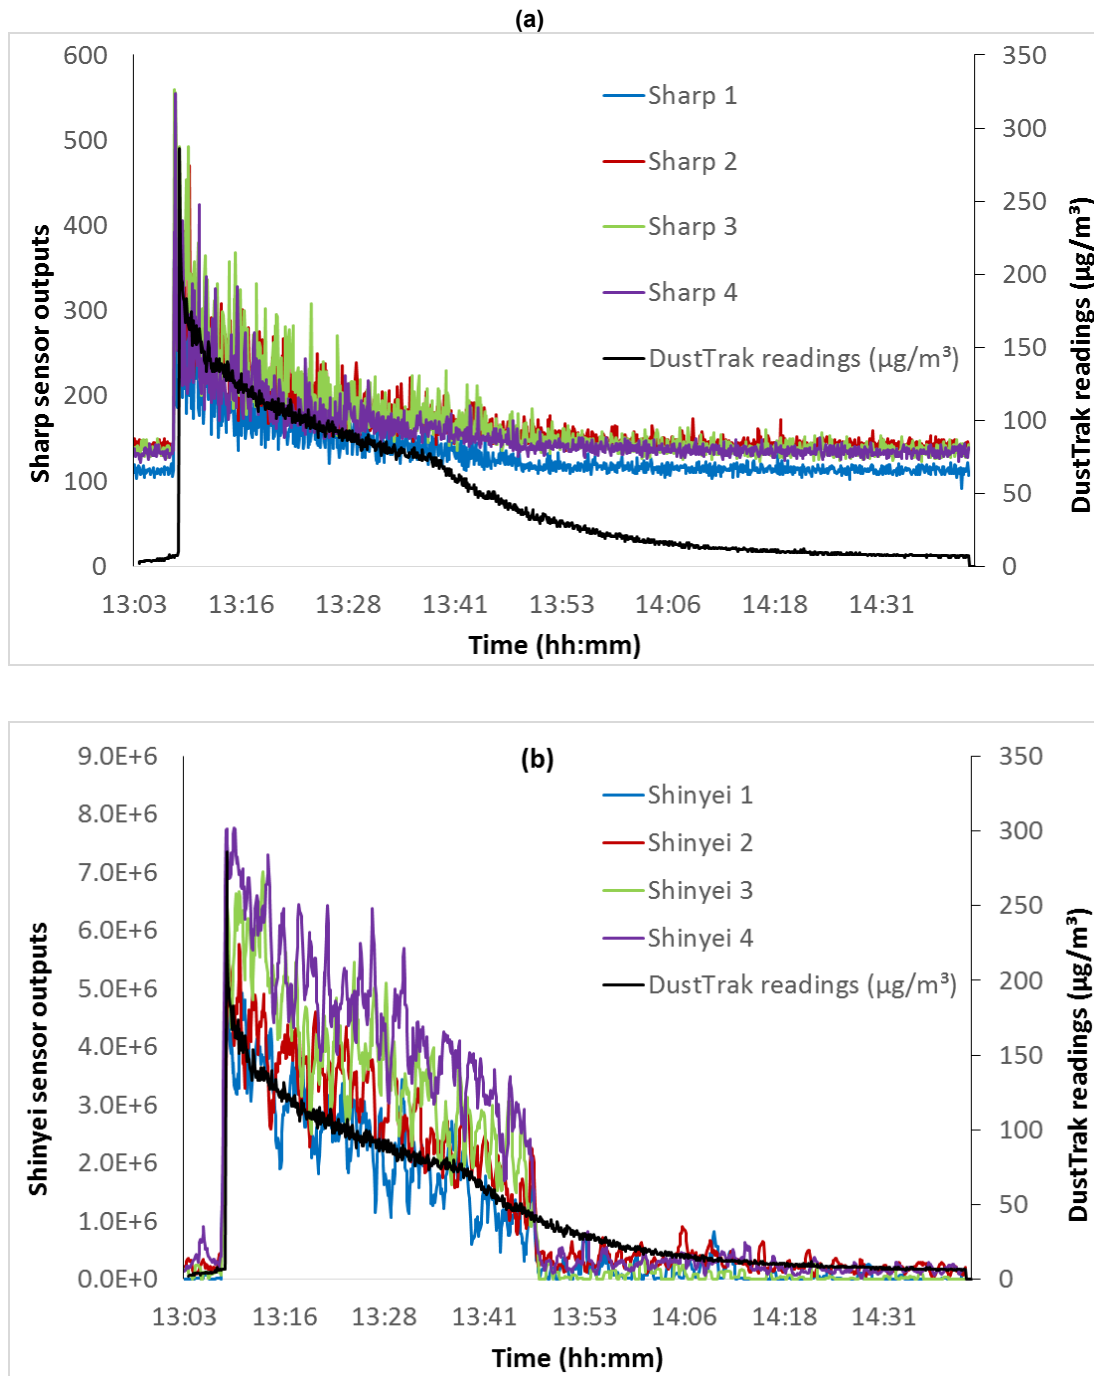 (a)
600
500
400
300
200
100
0
Sharp sensor outputs
Sharp 1
Sharp 2
Sharp 3
Sharp 4
DustTrak readings (µg/m³)
350
300
250
200
150
100
50
0
DustTrak readings (µg/m³)
13:03 13:16 13:28 13:41 13:53 14:06 14:18 14:31
Time (hh:mm)
(b)
9.0E+6
8.0E+6
7.0E+6
6.0E+6
5.0E+6
4.0E+6
3.0E+6
2.0E+6
1.0E+6
0.0E+0
Shinyei sensor outputs
Shinyei 1
Shinyei 2
Shinyei 3
Shinyei 4
DustTrak readings (µg/m³)
350
300
250
200
150
100
50
0
DustTrak readings (µg/m³)
13:03 13:16 13:28 13:41 13:53 14:06 14:18 14:31
Time (hh:mm)